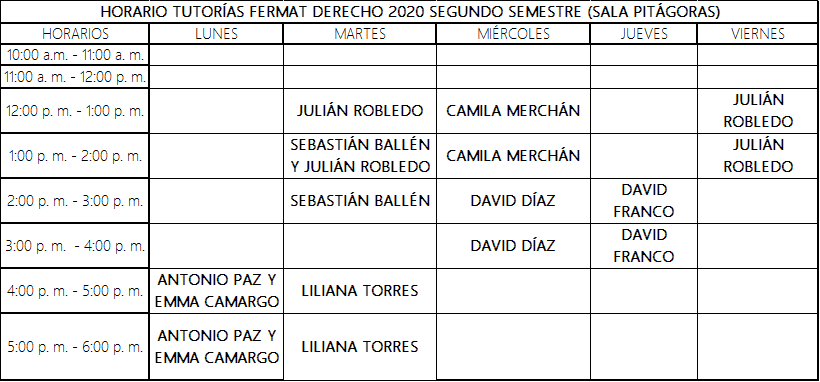 HORARIO TUTORÍAS FERMAT DERECHO 2020 SEGUNDO SEMESTRE (SALA PITÁGORAS)
HORARIOS LUNES MARTES MIÉRCOLES JUEVES VIERNES
10:00 a.m. - 11:00 a. m.
11:00 a. m. - 12:00 p. m.
12:00 p. m. - 1:00 p. m. JULIÁN ROBLEDO CAMILA MERCHÁN JULIÁN
ROBLEDO
1:00 p. m. - 2:00 p. m. SEBASTIÁN BALLÉN
Y JULIÁN ROBLEDO CAMILA MERCHÁN JULIÁN
ROBLEDO
2:00 p. m. - 3:00 p. m. SEBASTIÁN BALLÉN DAVID DÍAZ DAVID
FRANCO
3:00 p. m. - 4:00 p. m. DAVID DÍAZ DAVID
FRANCO
4:00 p. m. - 5:00 p. m. ANTONIO PAZ Y
EMMA CAMARGO LILIANA TORRES
5:00 p. m. - 6:00 p. m. ANTONIO PAZ Y
EMMA CAMARGO LILIANA TORRES